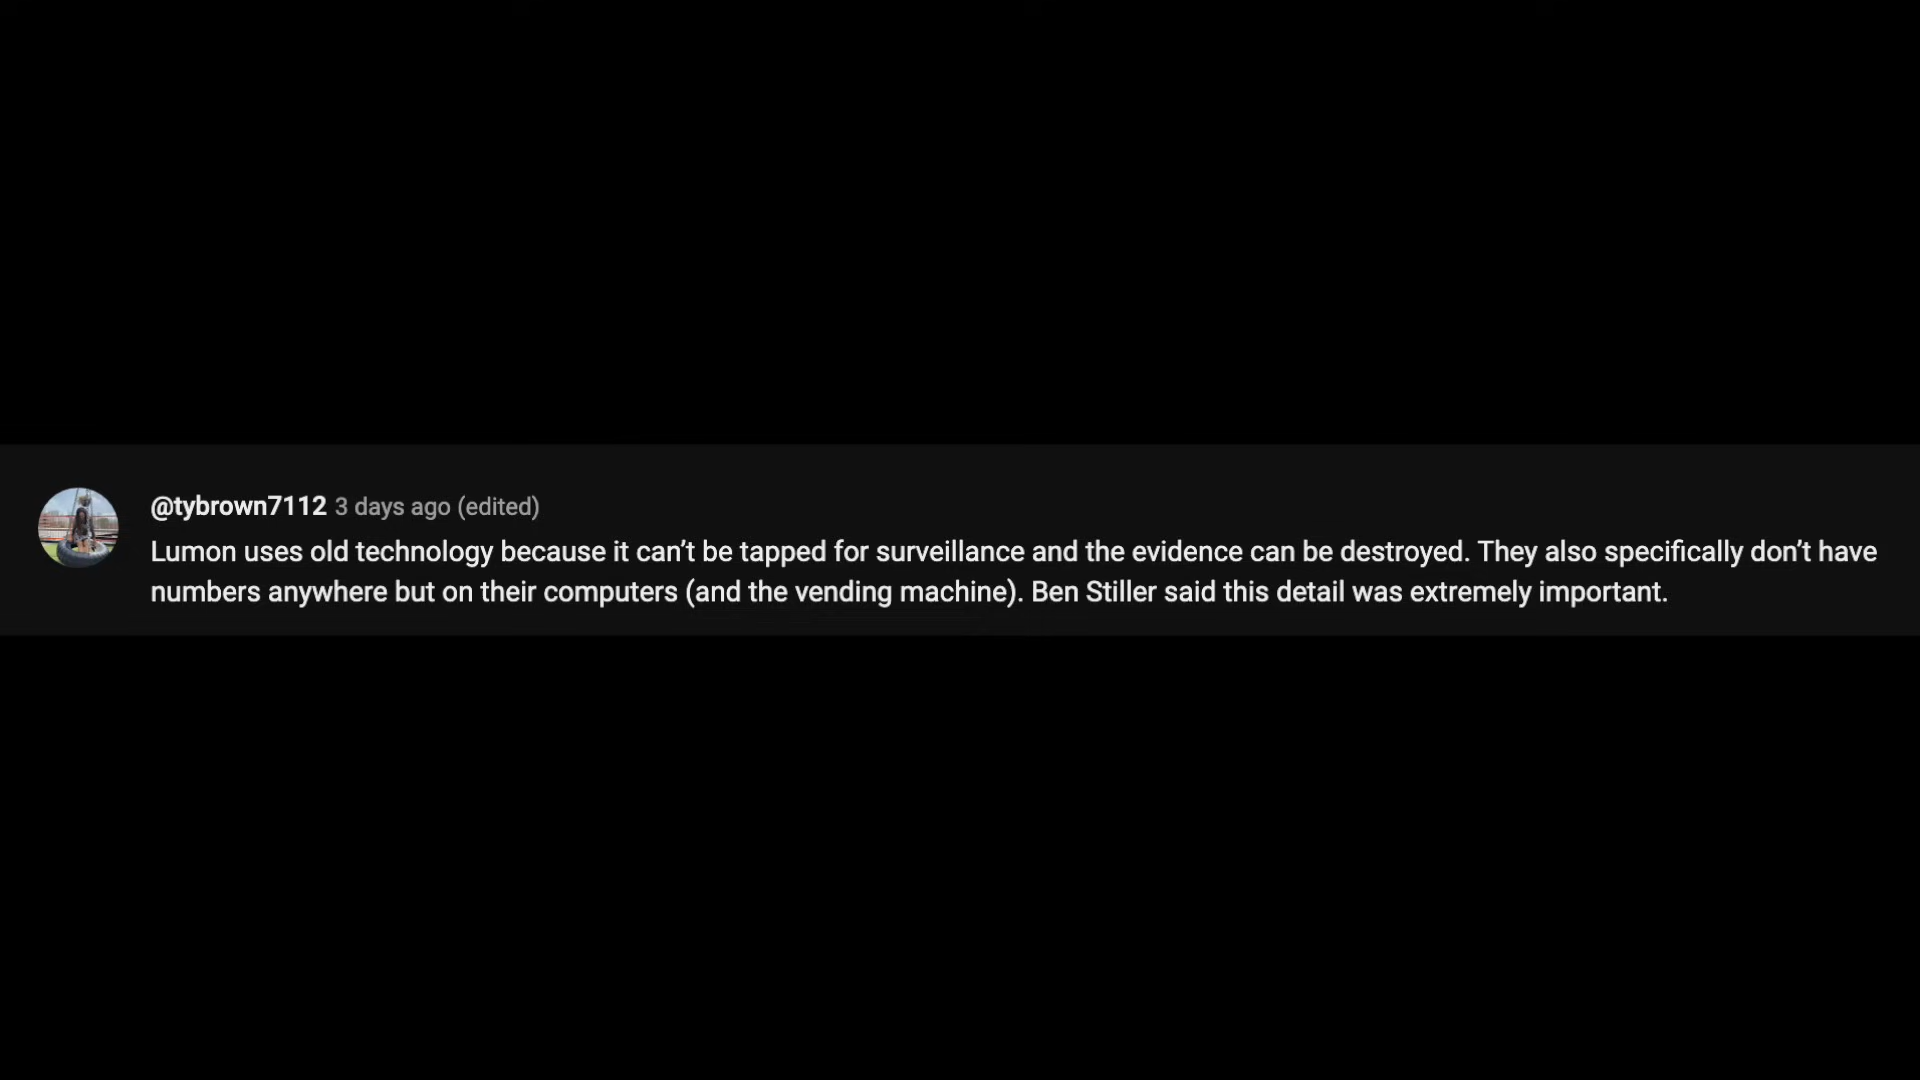 @tybrown7112 3 days ago (edited)
Lumon uses old technology because it can’t be tapped for surveillance and the evidence can be destroyed. They also specifically don’t have
numbers anywhere but on their computers (and the vending machine). Ben Stiller said this detail was extremely important.